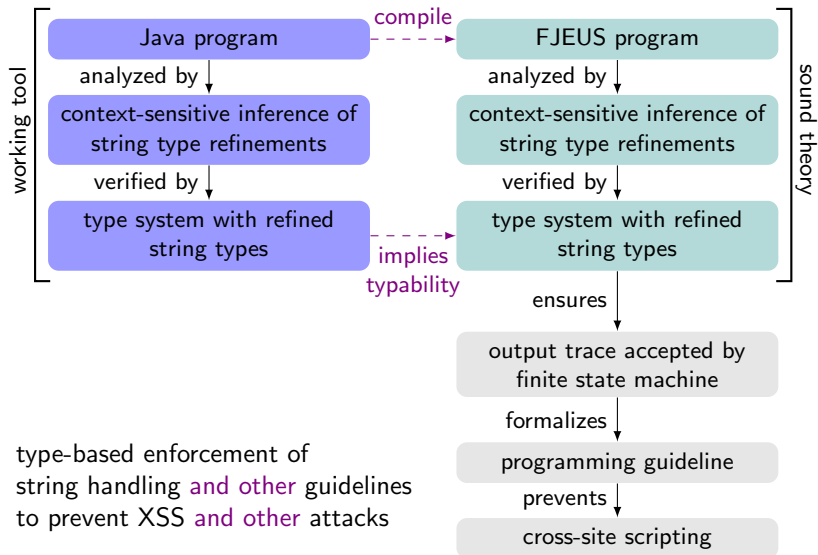 compile
Java program
FJEUS program
analyzed by
analyzed by
working tool
sound theory
context-sensitive inference of
string type refinements
context-sensitive inference of
string type refinements
verified by
verified by
type system with refined
string types
type system with refined
string types
implies
typability
ensures
output trace accepted by
finite state machine
formalizes
programming guideline
prevents
cross-site scripting
type-based enforcement of
string handling and other guidelines
to prevent XSS and other attacks